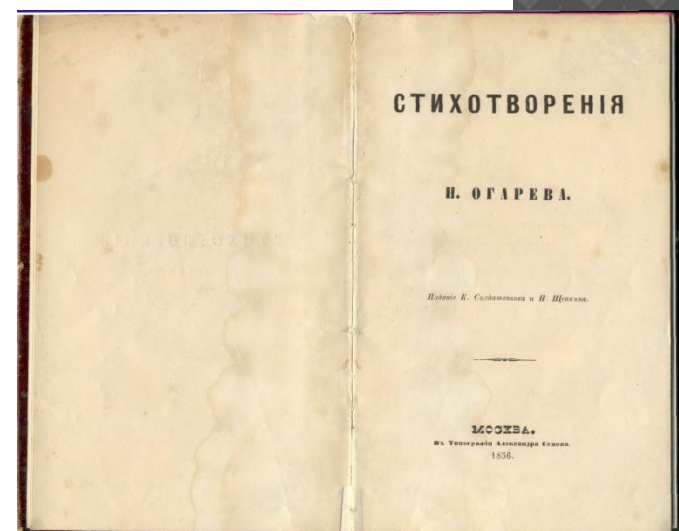 СТИХОТВОРЕНІЯ
Н. ОГАРЕВА.
Изданіе К. Солдатенкова и Н. Щепкина.
МОСКВА.
Въ Типографіи Александра Семена.
1856.